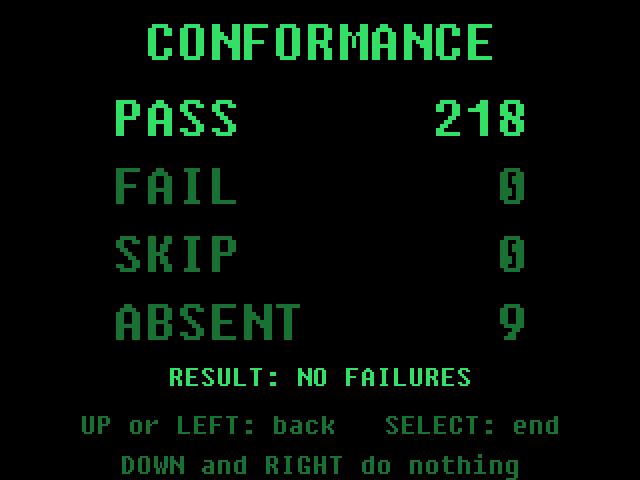 CONFORMANCE
PASS 218
FAIL 0
SKIP 0
ABSENT 9
RESULT: NO FAILURES
UP or LEFT: back SELECT: end
DOWN and RIGHT do nothing